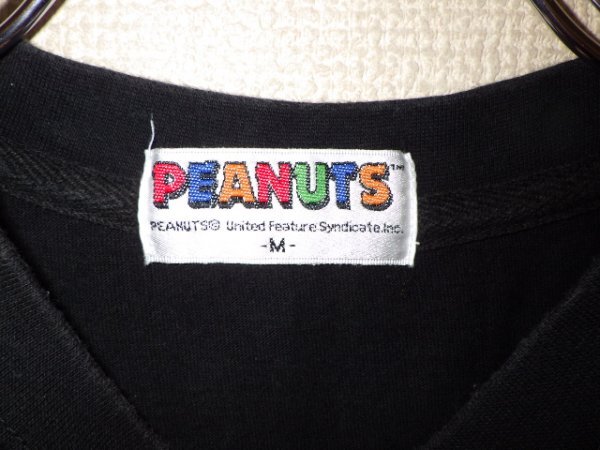 PEANUTS™
PEANUTS© United Feature Syndicate.Inc.
-M-